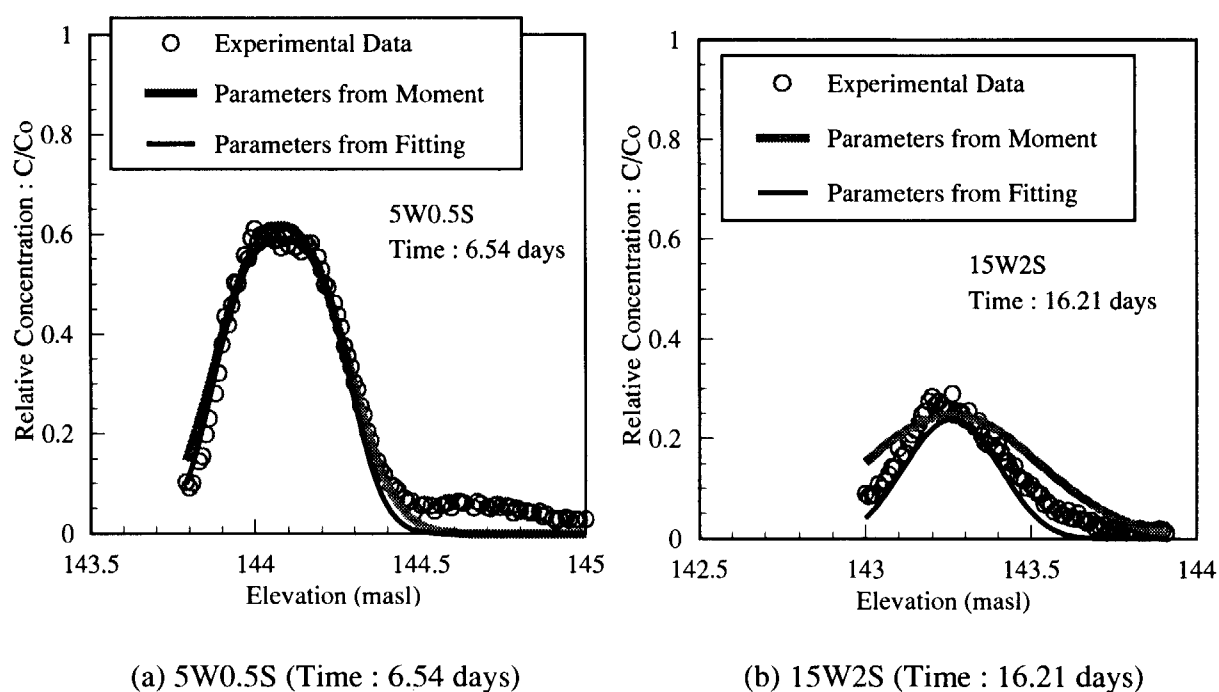 Experimental Data
Parameters from Moment
Parameters from Fitting
5W0.5S
Time : 6.54 days
Relative Concentration : C/Co
1
0.8
0.6
0.4
0.2
0
143.5
144
144.5
145
Elevation (masl)
(a) 5W0.5S (Time : 6.54 days)
Experimental Data
Parameters from Moment
Parameters from Fitting
15W2S
Time : 16.21 days
Relative Concentration : C/Co
1
0.8
0.6
0.4
0.2
0
142.5
143
143.5
144
Elevation (masl)
(b) 15W2S (Time : 16.21 days)